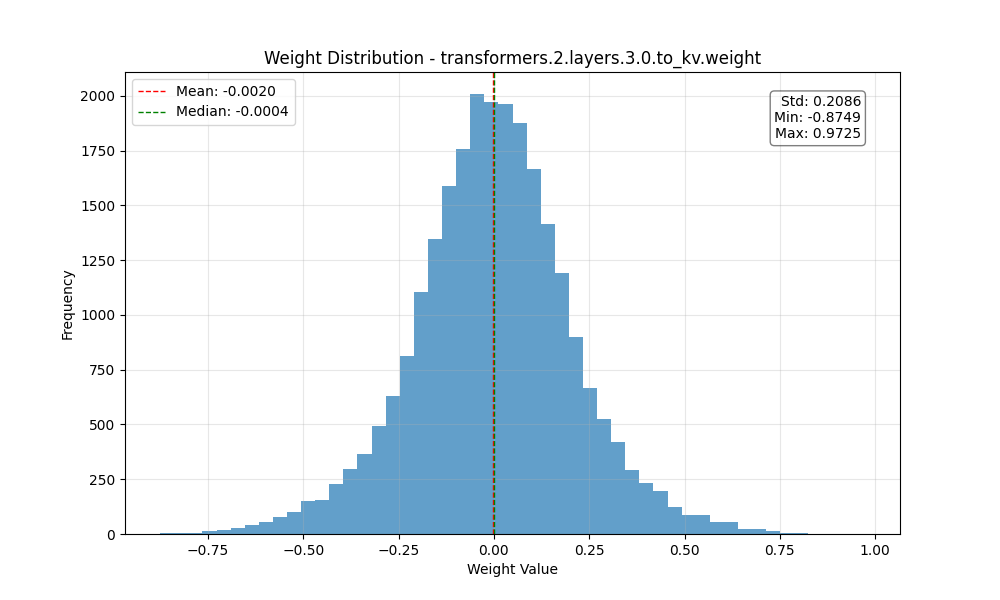 Weight Distribution - transformers.2.layers.3.0.to_kv.weight
Mean: -0.0020
Median: -0.0004
Std: 0.2086
Min: -0.8749
Max: 0.9725
Frequency
2000
1750
1500
1250
1000
750
500
250
0
−0.75 −0.50 −0.25 0.00 0.25 0.50 0.75 1.00
Weight Value